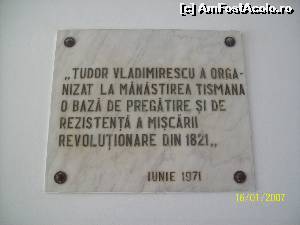 [c] AmFostAcolo.ro
„TUDOR VLADIMIRESCU A ORGA-
NIZAT LA MÂNĂSTIREA TISMANA
O BAZĂ DE PREGĂTIRE ȘI DE
REZISTENȚĂ A MIȘCĂRII
REVOLUȚIONARE DIN 1821„
IUNIE 1971
16/01/2007